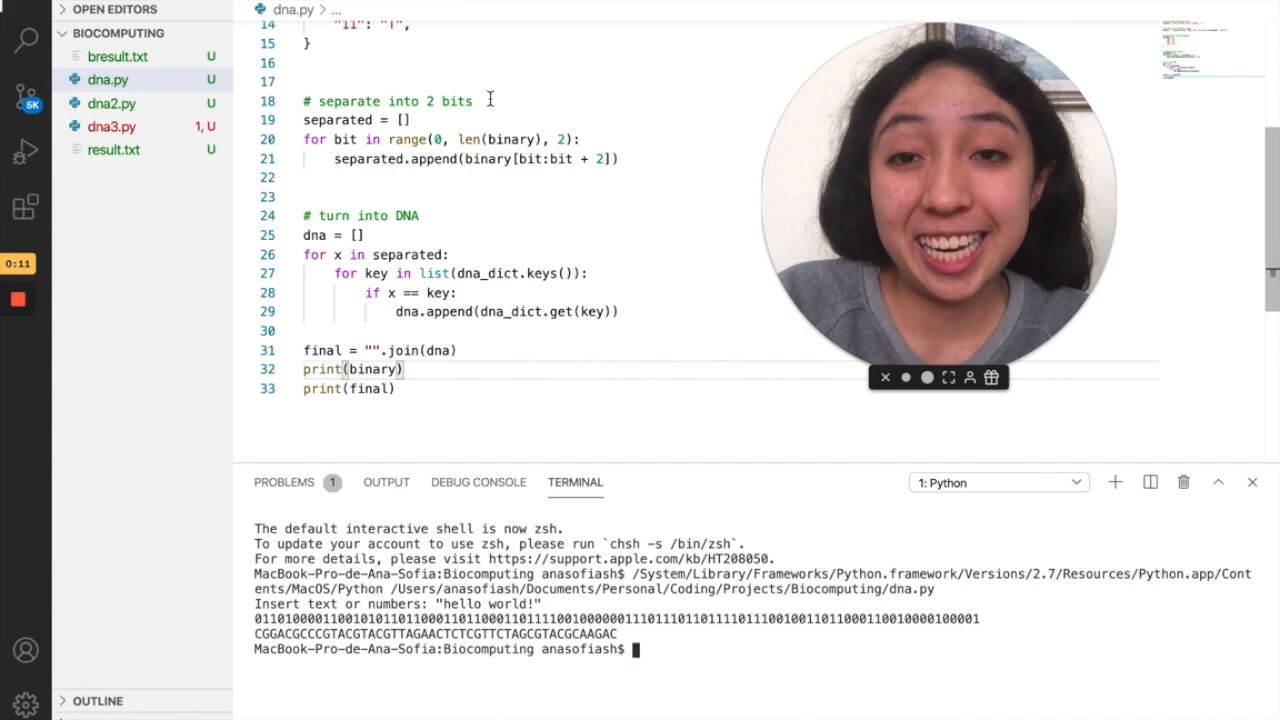 OPEN EDITORS
BIOCOMPUTING
bresult.txt U
dna.py U
dna2.py U
dna3.py 1, U
result.txt U
5K
0:11
OUTLINE
dna.py > ...
14 "11": "T",
15 }
16
17
18 # separate into 2 bits
19 separated = []
20 for bit in range(0, len(binary), 2):
21 separated.append(binary[bit:bit + 2])
22
23
24 # turn into DNA
25 dna = []
26 for x in separated:
27 for key in list(dna_dict.keys()):
28 if x == key:
29 dna.append(dna_dict.get(key))
30
31 final = "".join(dna)
32 print(binary)
33 print(final)
PROBLEMS 1 OUTPUT DEBUG CONSOLE TERMINAL 1: Python
The default interactive shell is now zsh.
To update your account to use zsh, please run `chsh -s /bin/zsh`.
For more details, please visit https://support.apple.com/kb/HT208050.
MacBook-Pro-de-Ana-Sofia:Biocomputing anasofiash$ /System/Library/Frameworks/Python.framework/Versions/2.7/Resources/Python.app/Cont
ents/MacOS/Python /Users/anasofiash/Documents/Personal/Coding/Projects/Biocomputing/dna.py
Insert text or numbers: "hello world!"
011010000110010101101100011011000110111100100000011101110110111101110010011011000110010000100001
CGGACGCCCGTACGTACGTTAGAACTCTCGTTCTAGCGTACGCAAGAC
MacBook-Pro-de-Ana-Sofia:Biocomputing anasofiash$